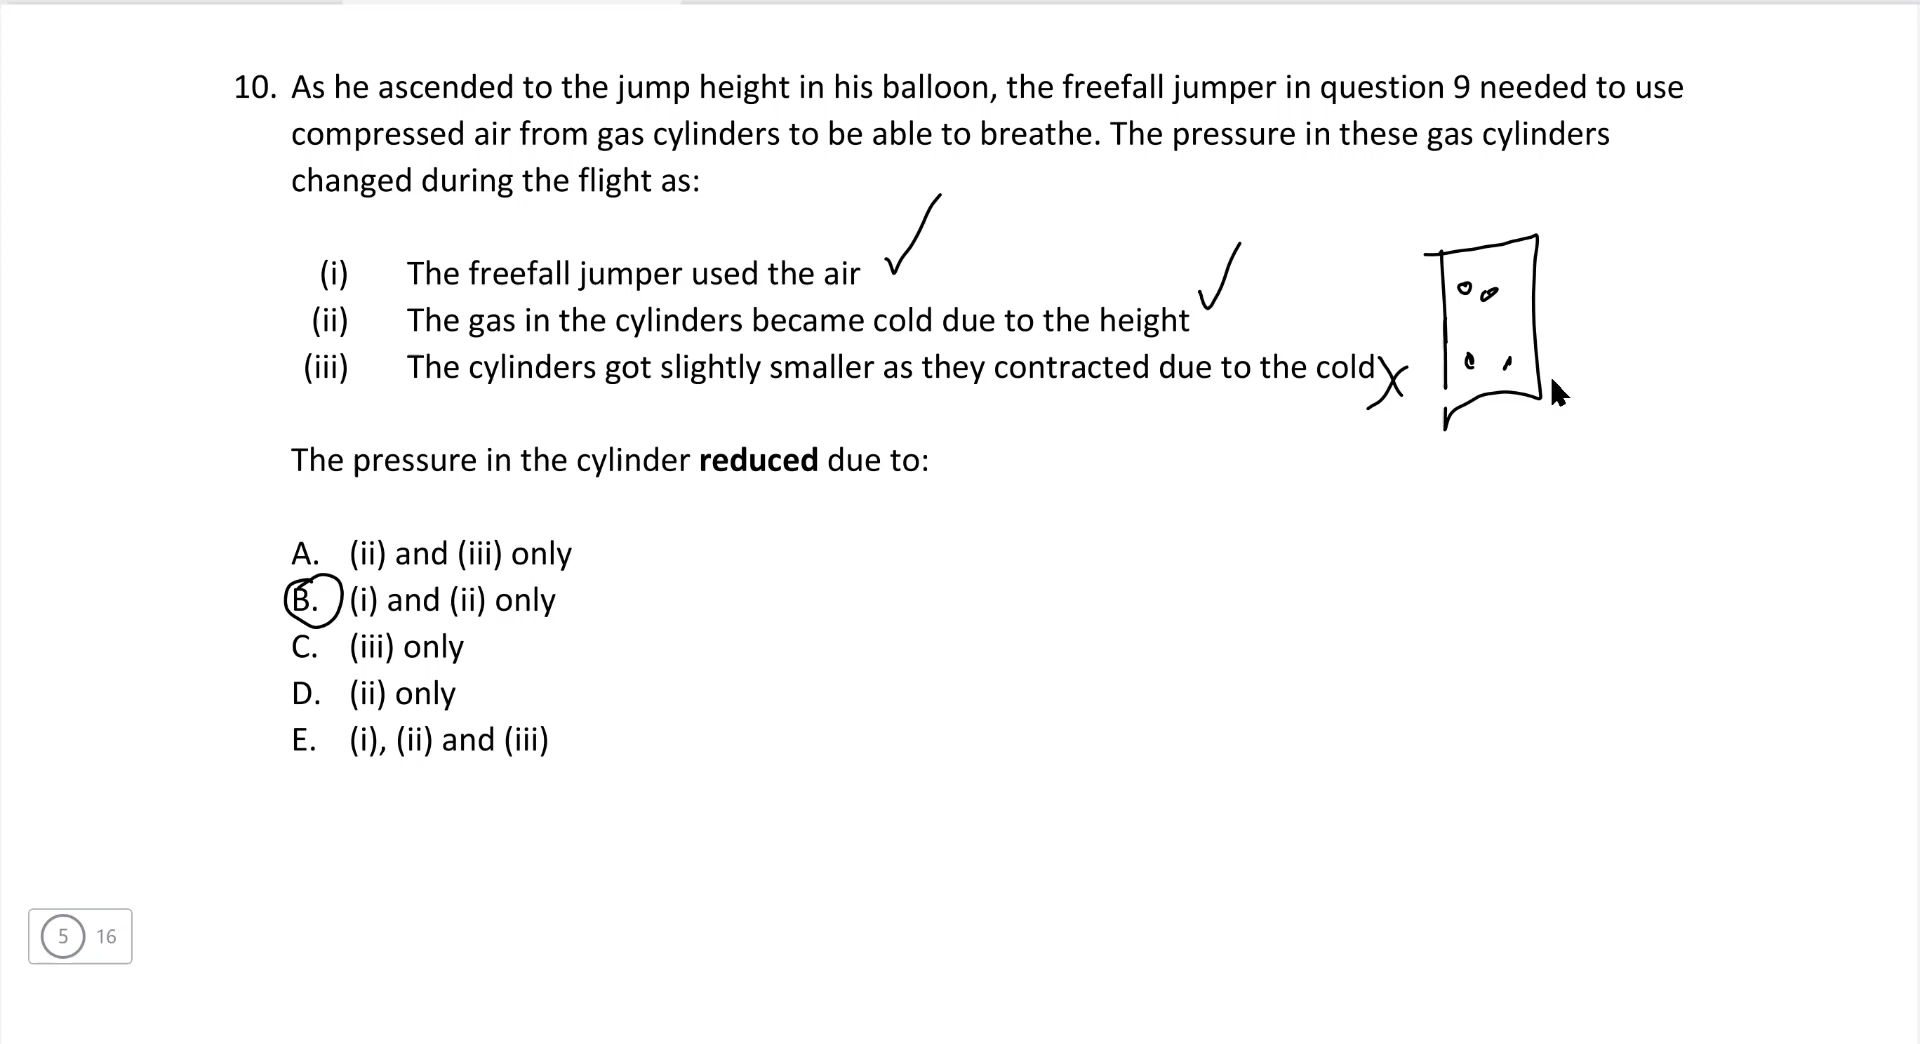 10. As he ascended to the jump height in his balloon, the freefall jumper in question 9 needed to use
compressed air from gas cylinders to be able to breathe. The pressure in these gas cylinders
changed during the flight as:
(i) The freefall jumper used the air
(ii) The gas in the cylinders became cold due to the height
(iii) The cylinders got slightly smaller as they contracted due to the cold
The pressure in the cylinder reduced due to:
A. (ii) and (iii) only
B. (i) and (ii) only
C. (iii) only
D. (ii) only
E. (i), (ii) and (iii)
5 16